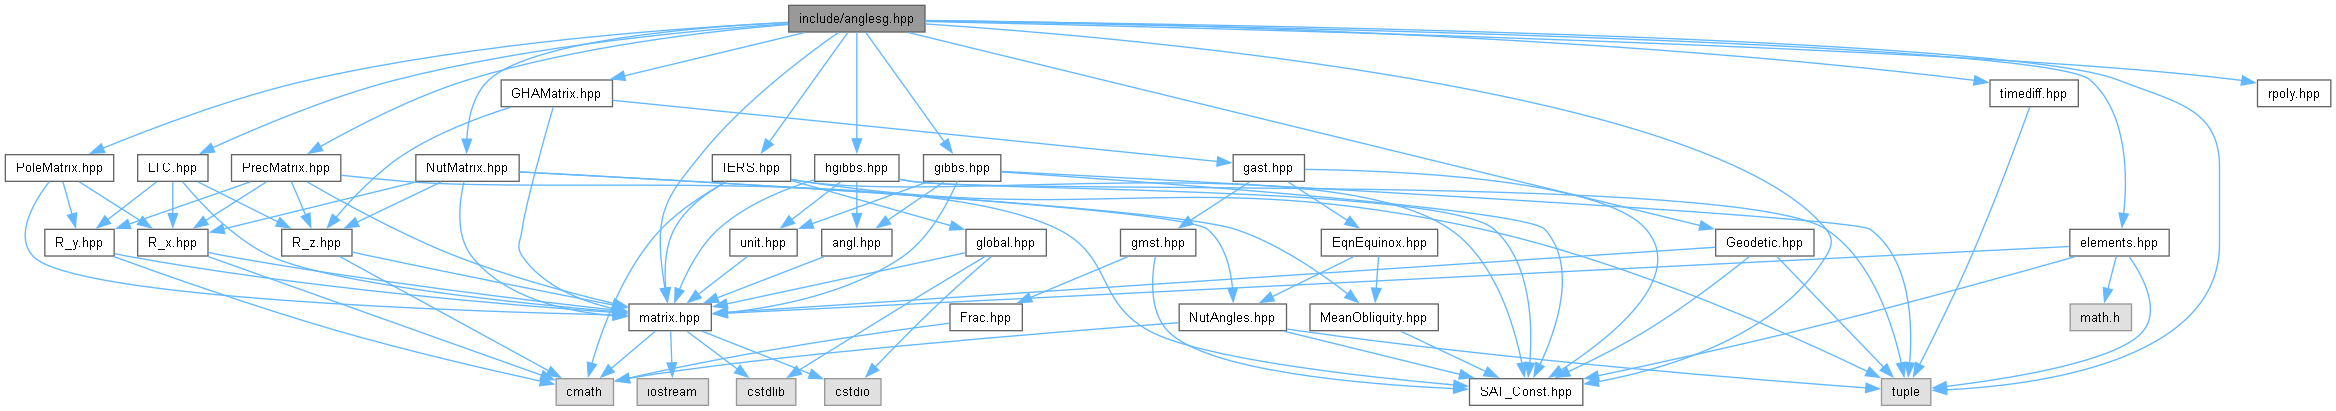 include/anglesg.hpp
GHAMatrix.hpp
timediff.hpp
rpoly.hpp
PoleMatrix.hpp
LTC.hpp
PrecMatrix.hpp
NutMatrix.hpp
IERS.hpp
hgibbs.hpp
gibbs.hpp
gast.hpp
R_y.hpp
R_x.hpp
R_z.hpp
unit.hpp
angl.hpp
global.hpp
gmst.hpp
EqnEquinox.hpp
Geodetic.hpp
elements.hpp
matrix.hpp
Frac.hpp
NutAngles.hpp
MeanObliquity.hpp
math.h
cmath
iostream
cstdlib
cstdio
SAT_Const.hpp
tuple